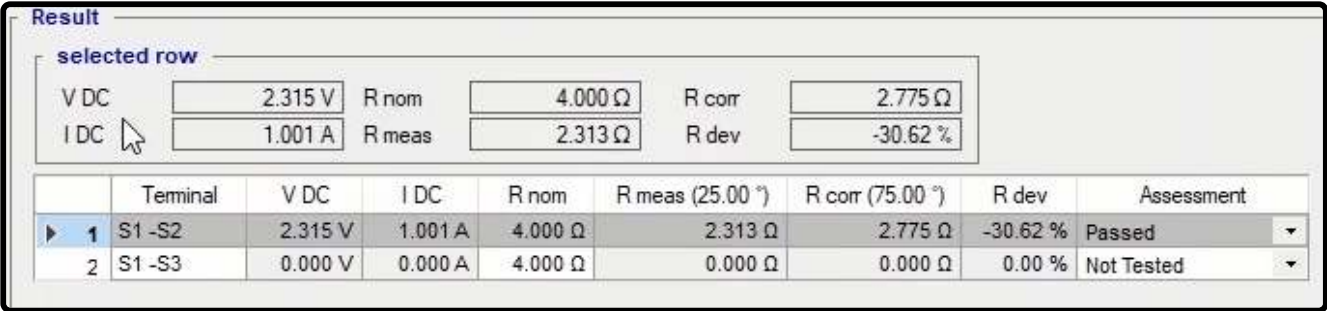 Result
selected row
V DC 2.315 V R nom 4.000 Ω R corr 2.775 Ω
I DC 1.001 A R meas 2.313 Ω R dev -30.62 %
Terminal V DC I DC R nom R meas (25.00 °) R corr (75.00 °) R dev Assessment
1 S1 -S2 2.315 V 1.001 A 4.000 Ω 2.313 Ω 2.775 Ω -30.62 % Passed
2 S1 -S3 0.000 V 0.000 A 4.000 Ω 0.000 Ω 0.000 Ω 0.00 % Not Tested